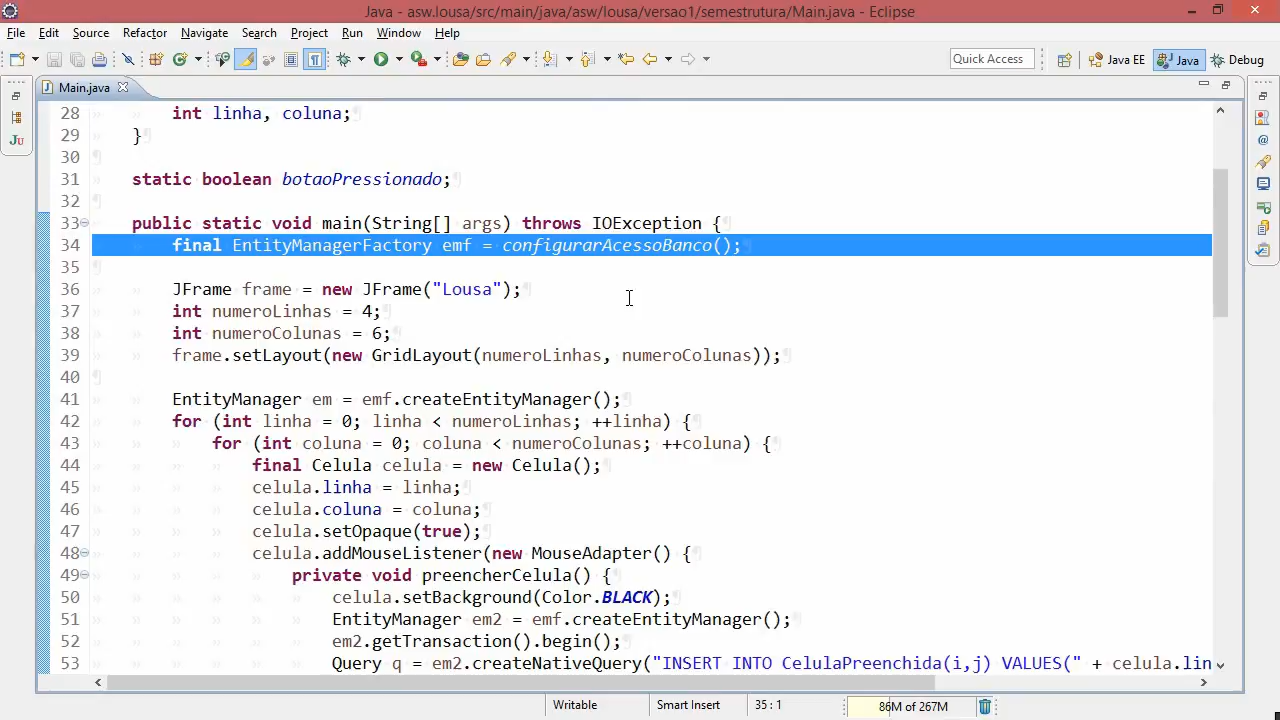 Java - asw.lousa/src/main/java/asw/lousa/versao1/semestrutura/Main.java - Eclipse
File Edit Source Refactor Navigate Search Project Run Window Help
Quick Access Java EE Java Debug
Main.java
28 int linha, coluna;
29 }
30
31 static boolean botaoPressionado;
32
33 public static void main(String[] args) throws IOException {
34 final EntityManagerFactory emf = configurarAcessoBanco();
35
36 JFrame frame = new JFrame("Lousa");
37 int numeroLinhas = 4;
38 int numeroColunas = 6;
39 frame.setLayout(new GridLayout(numeroLinhas, numeroColunas));
40
41 EntityManager em = emf.createEntityManager();
42 for (int linha = 0; linha < numeroLinhas; ++linha) {
43 for (int coluna = 0; coluna < numeroColunas; ++coluna) {
44 final Celula celula = new Celula();
45 celula.linha = linha;
46 celula.coluna = coluna;
47 celula.setOpaque(true);
48 celula.addMouseListener(new MouseAdapter() {
49 private void preencherCelula() {
50 celula.setBackground(Color.BLACK);
51 EntityManager em2 = emf.createEntityManager();
52 em2.getTransaction().begin();
53 Query q = em2.createNativeQuery("INSERT INTO CelulaPreenchida(i,j) VALUES(" + celula.lin
Writable Smart Insert 35 : 1 86M of 267M